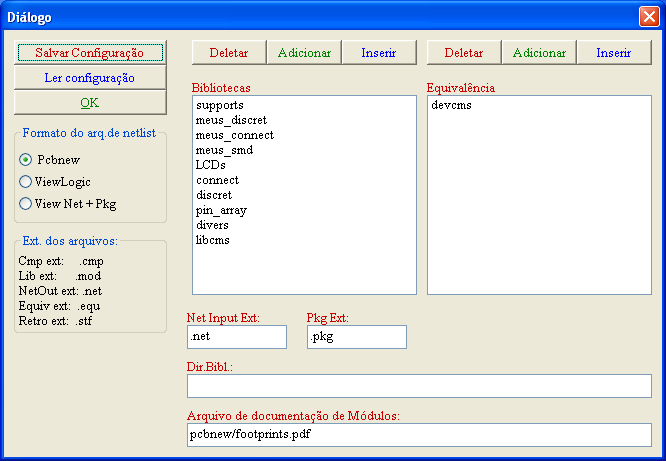 Diálogo
Salvar Configuração
Ler configuração
OK
Formato do arq.de netlist
Pcbnew
ViewLogic
View Net + Pkg
Ext. dos arquivos:
Cmp ext: .cmp
Lib ext: .mod
NetOut ext: .net
Equiv ext: .equ
Retro ext: .stf
Deletar Adicionar Inserir
Bibliotecas
supports
meus_discret
meus_connect
meus_smd
LCDs
connect
discret
pin_array
divers
libcms
Deletar Adicionar Inserir
Equivalência
devcms
Net Input Ext: Pkg Ext:
.net .pkg
Dir.Bibl.:
Arquivo de documentação de Módulos:
pcbnew/footprints.pdf